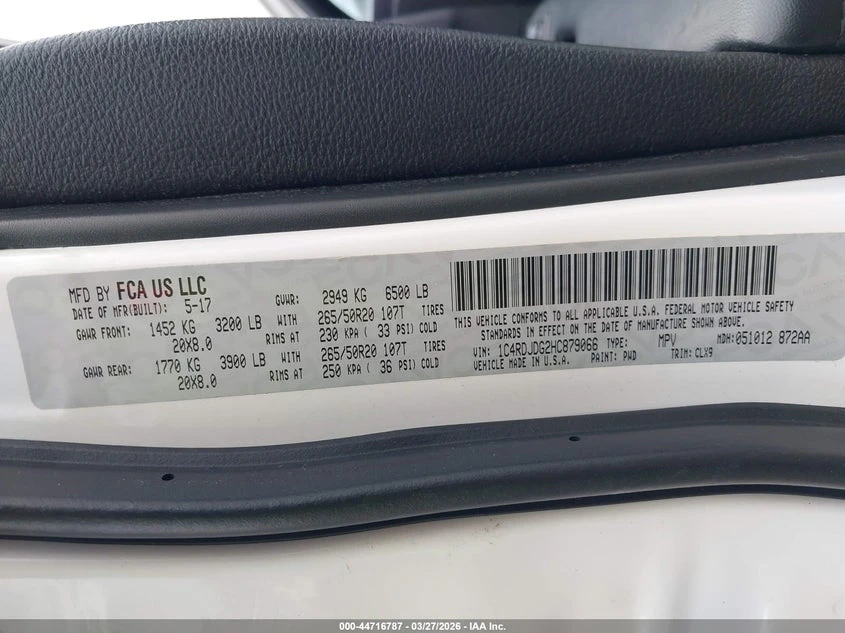 MFD BY FCA US LLC
DATE OF MFR(BUILT): 5-17 GVWR: 2949 KG 6500 LB
GAWR FRONT: 1452 KG 3200 LB WITH 265/50R20 107T TIRES
20X8.0 RIMS AT 230 KPA ( 33 PSI) COLD
GAWR REAR: 1770 KG 3900 LB WITH 265/50R20 107T TIRES
20X8.0 RIMS AT 250 KPA ( 36 PSI) COLD
THIS VEHICLE CONFORMS TO ALL APPLICABLE U.S.A. FEDERAL MOTOR VEHICLE SAFETY
STANDARDS IN EFFECT ON THE DATE OF MANUFACTURE SHOWN ABOVE.
VIN: 1C4RDJDG2HC879066 TYPE: MPV MDH: 051012 872AA
VEHICLE MADE IN U.S.A. PAINT: PWD TRIM: CLX9
000-44716787 - 03/27/2026 - IAA Inc.